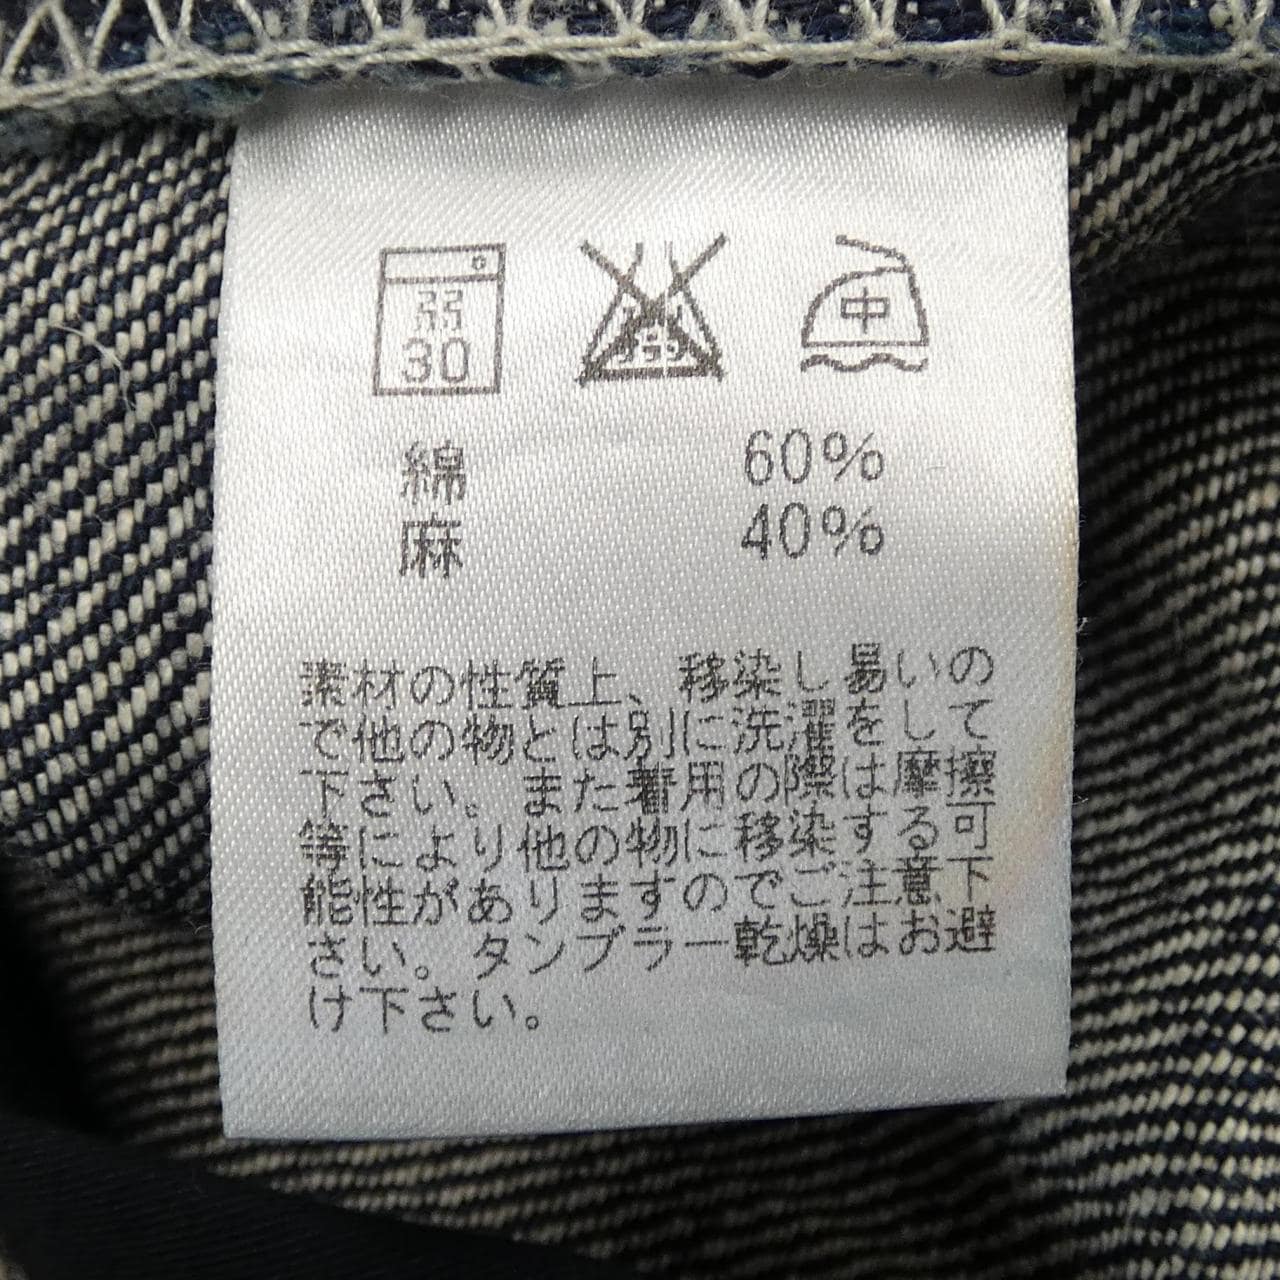 弱
30
中
綿 60%
麻 40%
素材の性質上、移染し易いの
で他の物とは別に洗濯をして
下さい。また着用の際は摩擦
等により他の物に移染する可
能性がありますのでご注意下
さい。タンブラー乾燥はお避
け下さい。